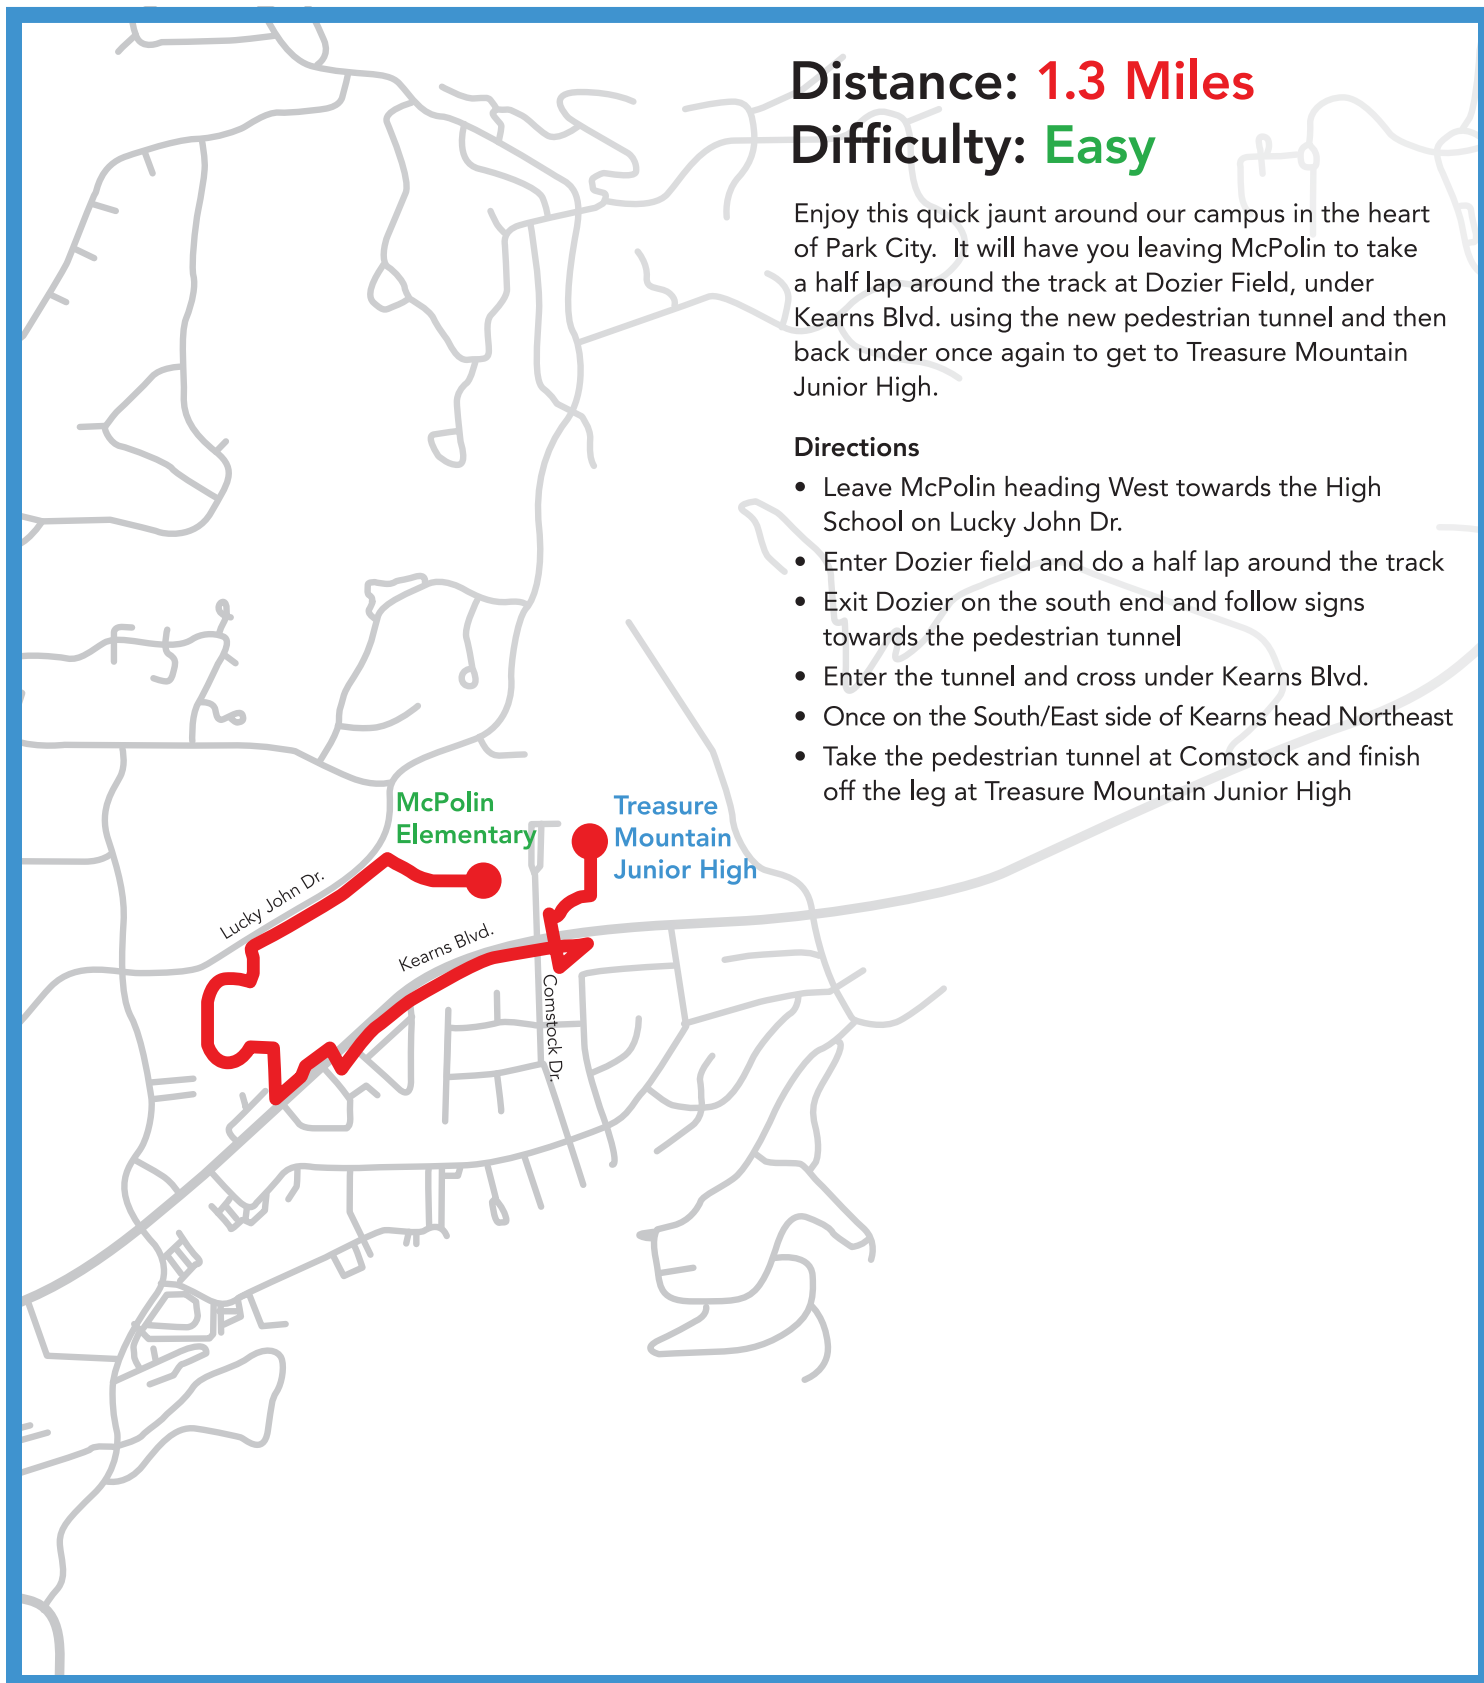 Distance: 1.3 Miles
Difficulty: Easy
Enjoy this quick jaunt around our campus in the heart
of Park City.  It will have you leaving McPolin to take
a half lap around the track at Dozier Field, under
Kearns Blvd. using the new pedestrian tunnel and then
back under once again to get to Treasure Mountain
Junior High.
Directions
• Leave McPolin heading West towards the High
School on Lucky John Dr.
• Enter Dozier field and do a half lap around the track
• Exit Dozier on the south end and follow signs
towards the pedestrian tunnel
• Enter the tunnel and cross under Kearns Blvd.
• Once on the South/East side of Kearns head Northeast
• Take the pedestrian tunnel at Comstock and finish
off the leg at Treasure Mountain Junior High
McPolin
Elementary
Treasure
Mountain
Junior High
Lucky John Dr.
Kearns Blvd.
Comstock Dr.